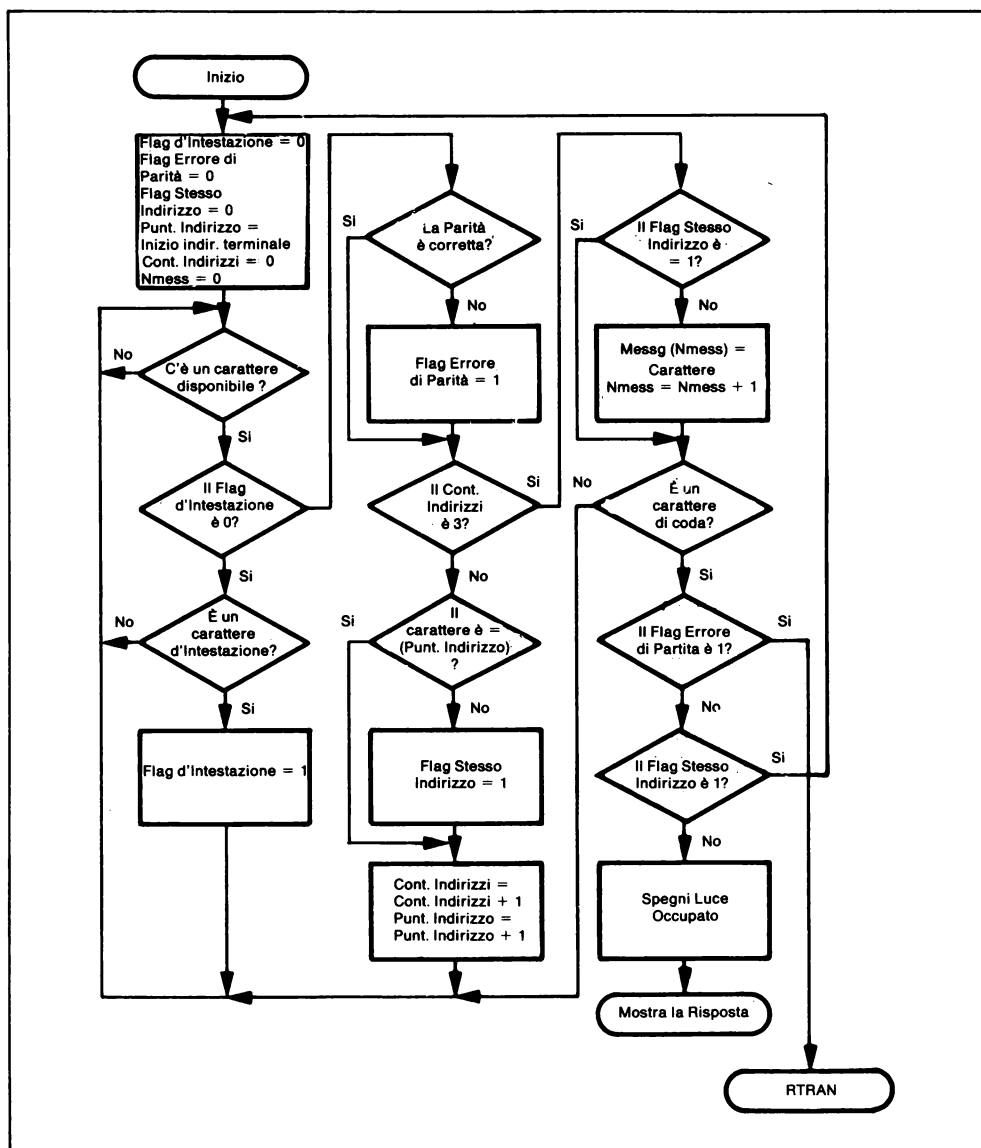 Inizio
Flag d'Intestazione = 0
Flag Errore di
Parità = 0
Flag Stesso
Indirizzo = 0
Punt. Indirizzo =
Inizio indir. terminale
Cont. Indirizzi = 0
Nmess = 0
No
C'è un carattere
disponibile ?
Si
Il Flag
d'Intestazione
è 0?
Si
No
È un
carattere
d'Intestazione?
Si
Flag d'Intestazione = 1
Si
La Parità
è corretta?
No
Flag Errore
di Parità = 1
Il Cont.
Indirizzi
è 3?
Si
No
Si
Il
carattere è =
(Punt. Indirizzo)
?
No
Flag Stesso
Indirizzo = 1
Cont. Indirizzi =
Cont. Indirizzi + 1
Punt. Indirizzo =
Punt. Indirizzo + 1
Si
Il Flag Stesso
Indirizzo è
= 1?
No
Messg (Nmess) =
Carattere
Nmess = Nmess + 1
No
È un
carattere
di coda?
Si
Il Flag Errore
di Partita è 1?
Si
No
Il Flag Stesso
Indirizzo è 1?
Si
No
Spegni Luce
Occupato
Mostra la Risposta
RTRAN